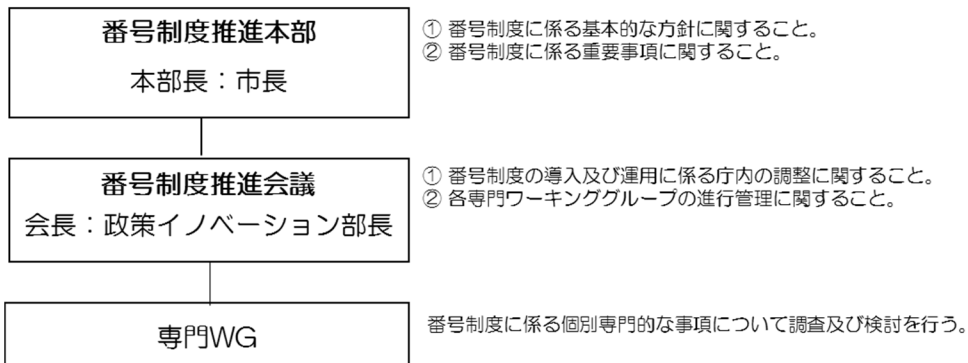 番号制度推進本部
本部長：市長
① 番号制度に係る基本的な方針に関すること。
② 番号制度に係る重要事項に関すること。
番号制度推進会議
会長：政策イノベーション部長
① 番号制度の導入及び運用に係る庁内の調整に関すること。
② 各専門ワーキンググループの進行管理に関すること。
専門WG
番号制度に係る個別専門的な事項について調査及び検討を行う。